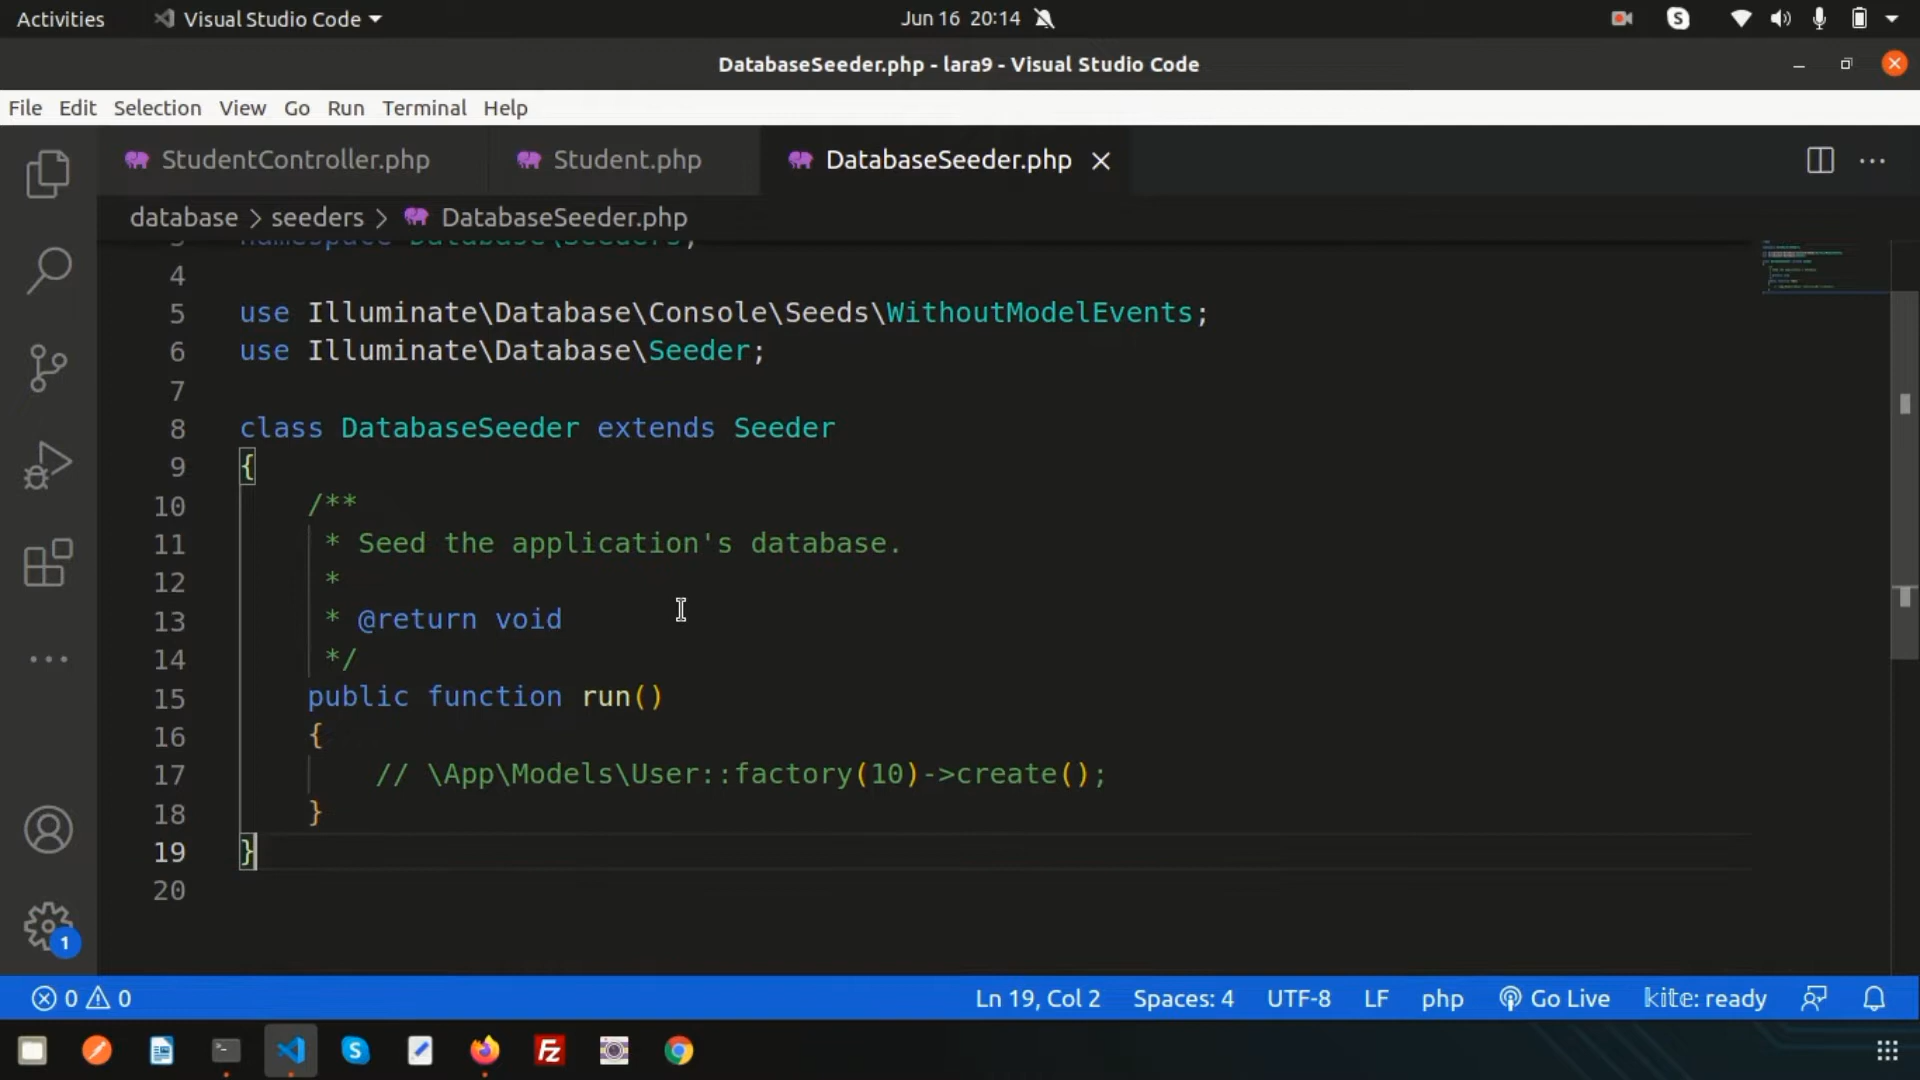 Activities
Visual Studio Code
Jun 16 20:14
DatabaseSeeder.php - lara9 - Visual Studio Code
File Edit Selection View Go Run Terminal Help
StudentController.php
Student.php
DatabaseSeeder.php
database > seeders > DatabaseSeeder.php
3 namespace Database\Seeders;
4
5 use Illuminate\Database\Console\Seeds\WithoutModelEvents;
6 use Illuminate\Database\Seeder;
7
8 class DatabaseSeeder extends Seeder
9 {
10 /**
11 * Seed the application's database.
12 *
13 * @return void
14 */
15 public function run()
16 {
17 // \App\Models\User::factory(10)->create();
18 }
19 }
20
1
0 0
Ln 19, Col 2 Spaces: 4 UTF-8 LF php Go Live kite: ready